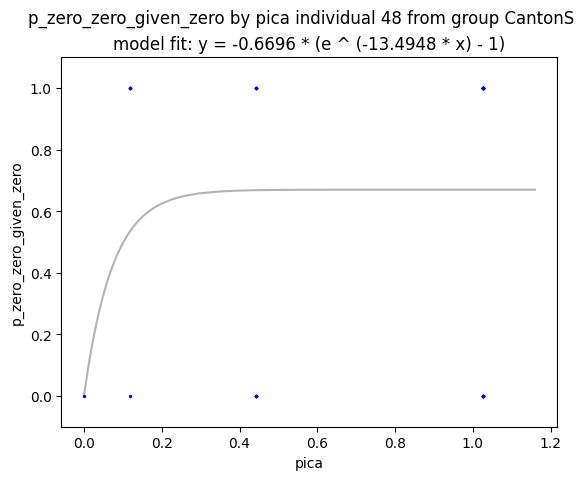 p_zero_zero_given_zero by pica individual 48 from group CantonS
model fit: y = -0.6696 * (e ^ (-13.4948 * x) - 1)
1.0
0.8
0.6
0.4
0.2
0.0
p_zero_zero_given_zero
0.0 0.2 0.4 0.6 0.8 1.0 1.2
pica